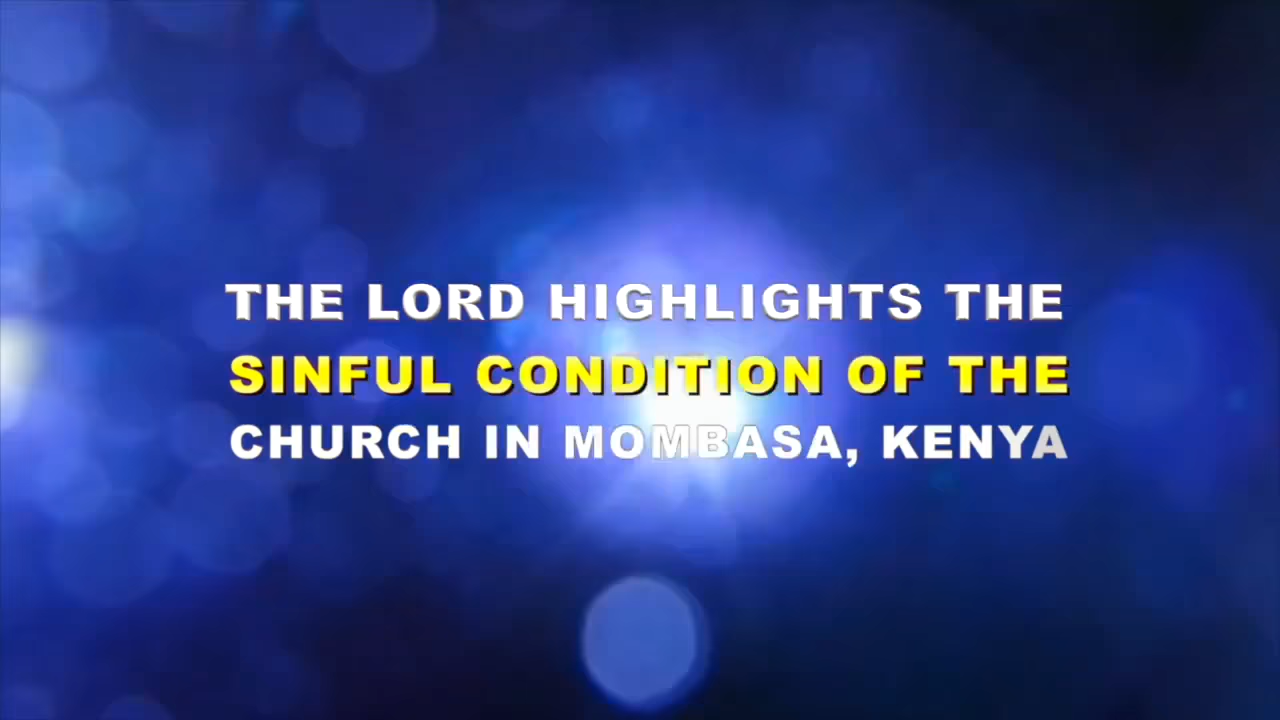 THE LORD HIGHLIGHTS THE
SINFUL CONDITION OF THE
CHURCH IN MOMBASA, KENYA